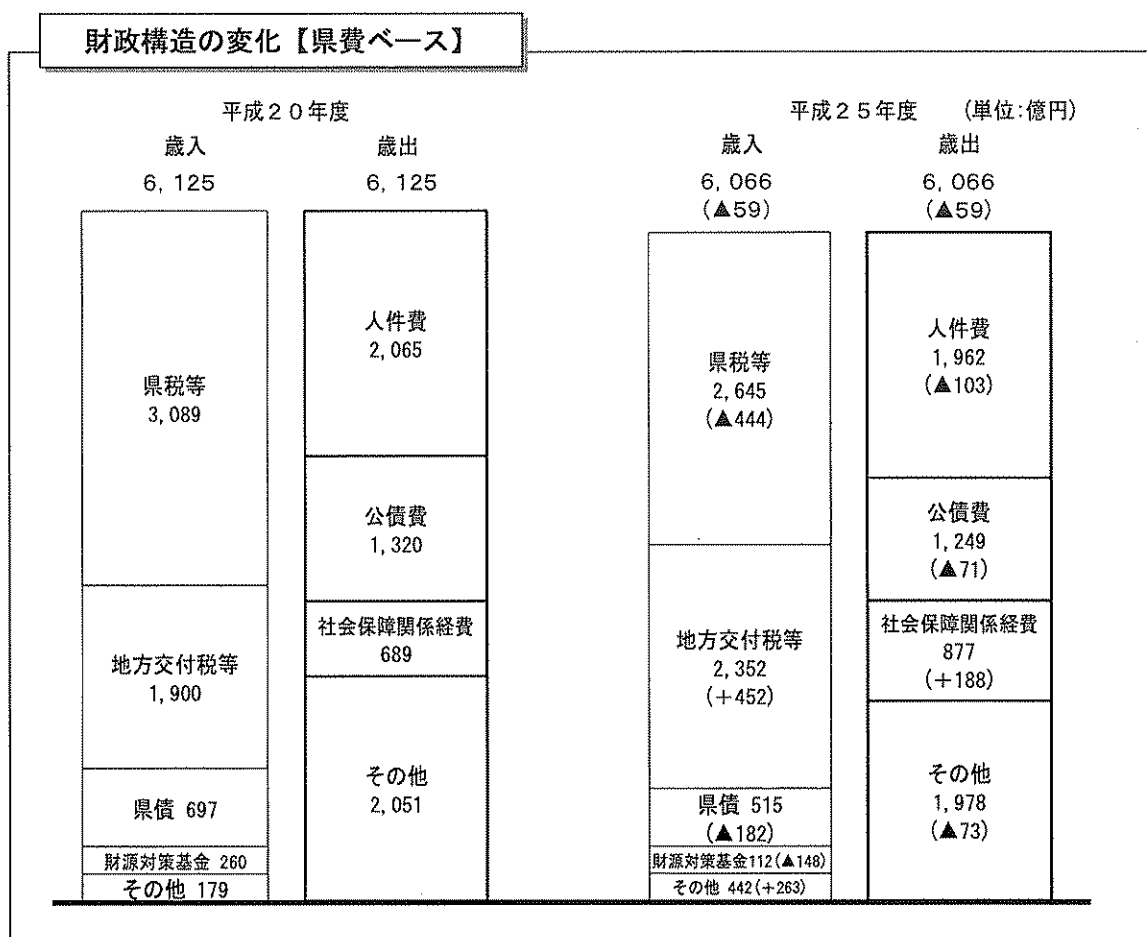 財政構造の変化【県費ベース】
平成20年度
歳入
6,125
歳出
6,125
県税等
3,089
地方交付税等
1,900
県債 697
財源対策基金 260
その他 179
人件費
2,065
公債費
1,320
社会保障関係経費
689
その他
2,051
平成25年度 (単位:億円)
歳入
6,066
(▲59)
歳出
6,066
(▲59)
県税等
2,645
(▲444)
地方交付税等
2,352
(+452)
県債 515
(▲182)
財源対策基金112(▲148)
その他 442(+263)
人件費
1,962
(▲103)
公債費
1,249
(▲71)
社会保障関係経費
877
(+188)
その他
1,978
(▲73)